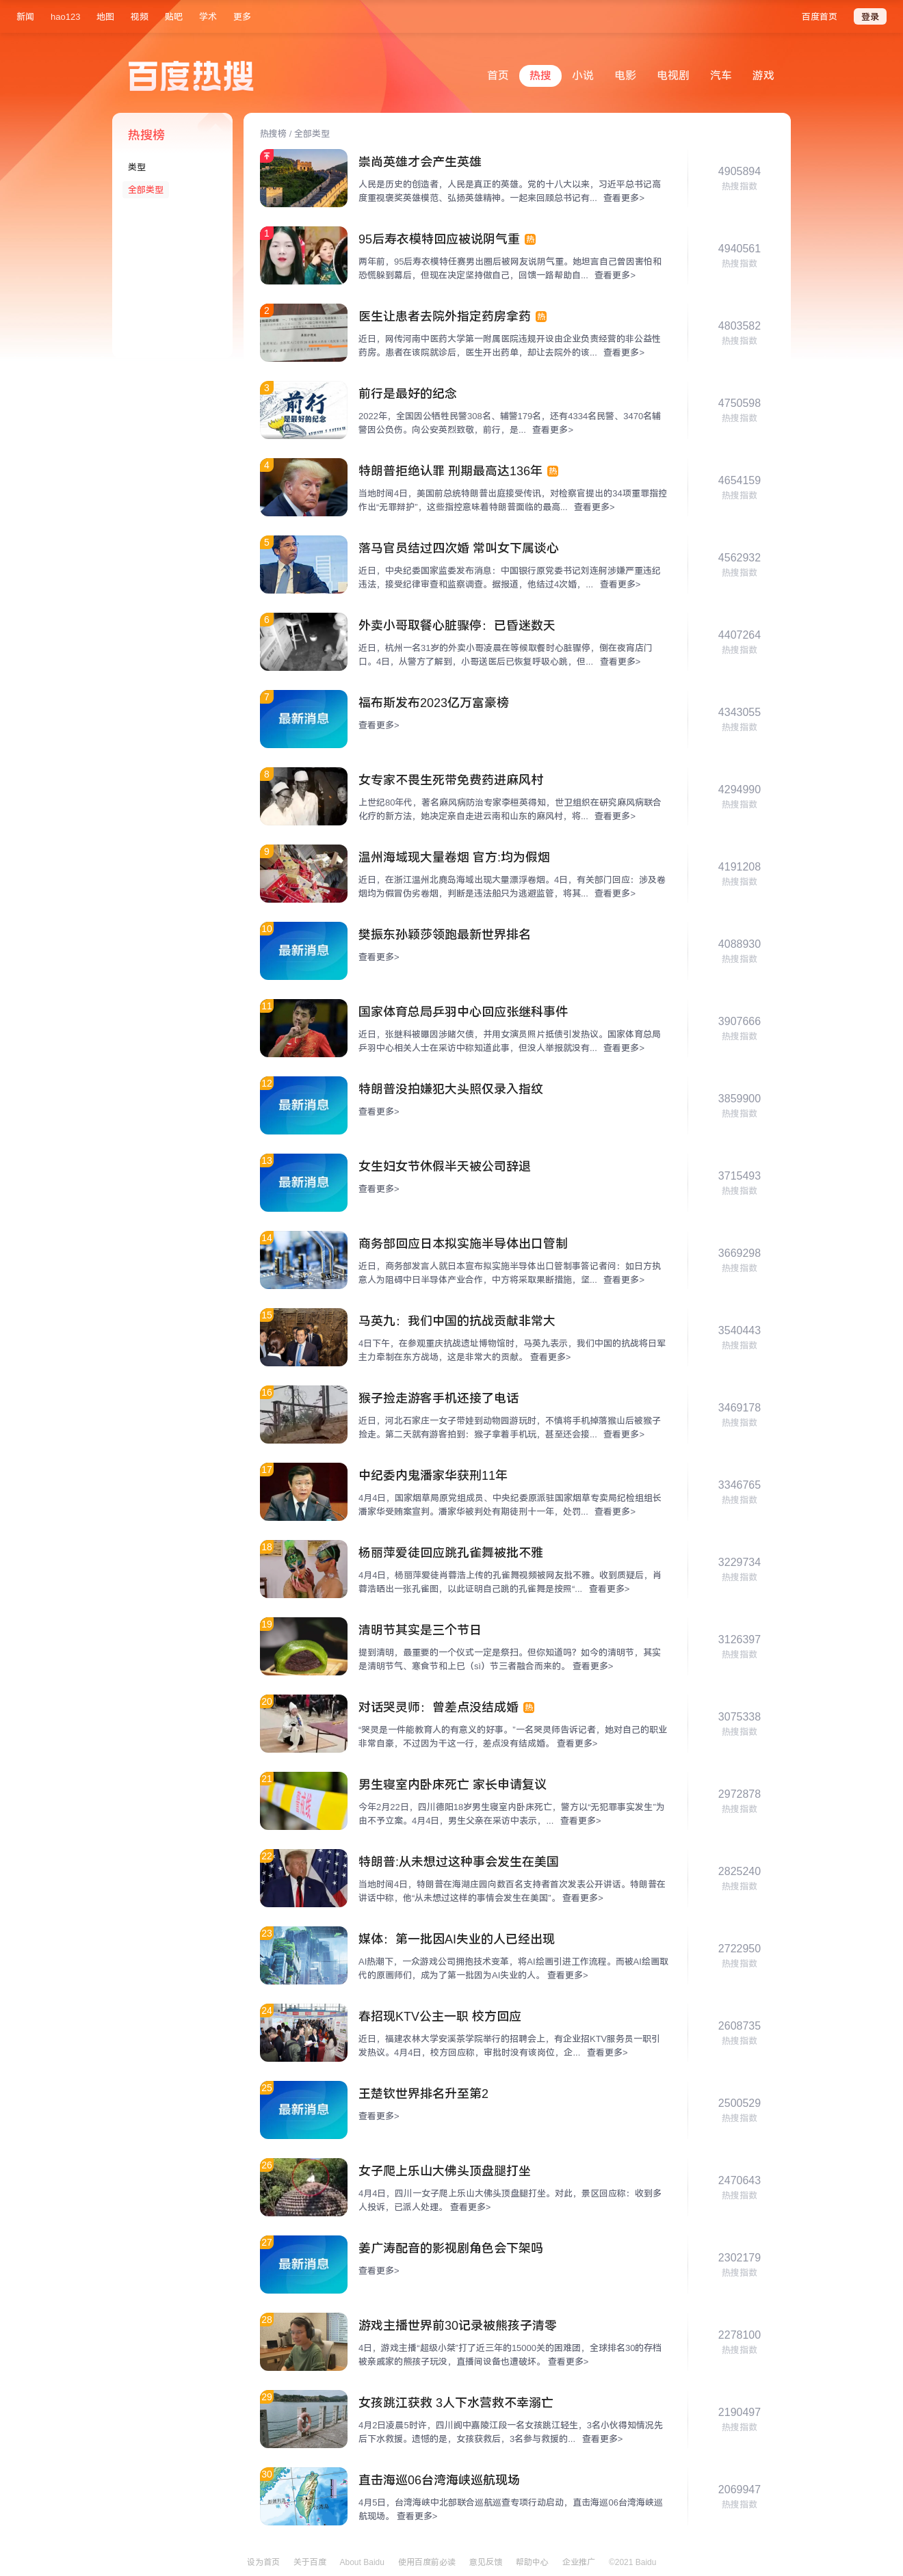 新闻 hao123 地图 视频 贴吧 学术 更多 百度首页 登录
百度热搜
首页 热搜 小说 电影 电视剧 汽车 游戏
热搜榜
类型
全部类型
热搜榜 / 全部类型
崇尚英雄才会产生英雄
人民是历史的创造者，人民是真正的英雄。党的十八大以来，习近平总书记高
度重视褒奖英雄模范、弘扬英雄精神。一起来回顾总书记有... 查看更多>
4905894
热搜指数
1
95后寿衣模特回应被说阴气重 热
两年前，95后寿衣模特任赛男出圈后被网友说阴气重。她坦言自己曾因害怕和
恐慌躲到幕后，但现在决定坚持做自己，回馈一路帮助自... 查看更多>
4940561
热搜指数
2
医生让患者去院外指定药房拿药 热
近日，网传河南中医药大学第一附属医院违规开设由企业负责经营的非公益性
药房。患者在该院就诊后，医生开出药单，却让去院外的该... 查看更多>
4803582
热搜指数
3
前行
是最好的纪念
前行是最好的纪念
2022年，全国因公牺牲民警308名、辅警179名，还有4334名民警、3470名辅
警因公负伤。向公安英烈致敬，前行，是... 查看更多>
4750598
热搜指数
4
特朗普拒绝认罪 刑期最高达136年 热
当地时间4日，美国前总统特朗普出庭接受传讯，对检察官提出的34项重罪指控
作出“无罪辩护”，这些指控意味着特朗普面临的最高... 查看更多>
4654159
热搜指数
5
落马官员结过四次婚 常叫女下属谈心
近日，中央纪委国家监委发布消息：中国银行原党委书记刘连舸涉嫌严重违纪
违法，接受纪律审查和监察调查。据报道，他结过4次婚，... 查看更多>
4562932
热搜指数
6
外卖小哥取餐心脏骤停：已昏迷数天
近日，杭州一名31岁的外卖小哥凌晨在等候取餐时心脏骤停，倒在夜宵店门
口。4日，从警方了解到，小哥送医后已恢复呼吸心跳，但... 查看更多>
4407264
热搜指数
7
最新消息
福布斯发布2023亿万富豪榜
查看更多>
4343055
热搜指数
8
女专家不畏生死带免费药进麻风村
上世纪80年代，著名麻风病防治专家李桓英得知，世卫组织在研究麻风病联合
化疗的新方法，她决定亲自走进云南和山东的麻风村，将... 查看更多>
4294990
热搜指数
9
温州海域现大量卷烟 官方:均为假烟
近日，在浙江温州北麂岛海域出现大量漂浮卷烟。4日，有关部门回应：涉及卷
烟均为假冒伪劣卷烟，判断是违法船只为逃避监管，将其... 查看更多>
4191208
热搜指数
10
最新消息
樊振东孙颖莎领跑最新世界排名
查看更多>
4088930
热搜指数
11
国家体育总局乒羽中心回应张继科事件
近日，张继科被曝因涉赌欠债，并用女演员照片抵债引发热议。国家体育总局
乒羽中心相关人士在采访中称知道此事，但没人举报就没有... 查看更多>
3907666
热搜指数
12
最新消息
特朗普没拍嫌犯大头照仅录入指纹
查看更多>
3859900
热搜指数
13
最新消息
女生妇女节休假半天被公司辞退
查看更多>
3715493
热搜指数
14
商务部回应日本拟实施半导体出口管制
近日，商务部发言人就日本宣布拟实施半导体出口管制事答记者问：如日方执
意人为阻碍中日半导体产业合作，中方将采取果断措施，坚... 查看更多>
3669298
热搜指数
15
马英九：我们中国的抗战贡献非常大
4日下午，在参观重庆抗战遗址博物馆时，马英九表示，我们中国的抗战将日军
主力牵制在东方战场，这是非常大的贡献。 查看更多>
3540443
热搜指数
16
猴子捡走游客手机还接了电话
近日，河北石家庄一女子带娃到动物园游玩时，不慎将手机掉落猴山后被猴子
捡走。第二天就有游客拍到：猴子拿着手机玩，甚至还会接... 查看更多>
3469178
热搜指数
17
中纪委内鬼潘家华获刑11年
4月4日，国家烟草局原党组成员、中央纪委原派驻国家烟草专卖局纪检组组长
潘家华受贿案宣判。潘家华被判处有期徒刑十一年，处罚... 查看更多>
3346765
热搜指数
18
杨丽萍爱徒回应跳孔雀舞被批不雅
4月4日，杨丽萍爱徒肖蓉浩上传的孔雀舞视频被网友批不雅。收到质疑后，肖
蓉浩晒出一张孔雀图，以此证明自己跳的孔雀舞是按照“... 查看更多>
3229734
热搜指数
19
清明节其实是三个节日
提到清明，最重要的一个仪式一定是祭扫。但你知道吗？如今的清明节，其实
是清明节气、寒食节和上巳（sì）节三者融合而来的。 查看更多>
3126397
热搜指数
20
对话哭灵师：曾差点没结成婚 热
“哭灵是一件能教育人的有意义的好事。”一名哭灵师告诉记者，她对自己的职业
非常自豪，不过因为干这一行，差点没有结成婚。 查看更多>
3075338
热搜指数
21
男生寝室内卧床死亡 家长申请复议
今年2月22日，四川德阳18岁男生寝室内卧床死亡，警方以“无犯罪事实发生”为
由不予立案。4月4日，男生父亲在采访中表示，... 查看更多>
2972878
热搜指数
22
特朗普:从未想过这种事会发生在美国
当地时间4日，特朗普在海湖庄园向数百名支持者首次发表公开讲话。特朗普在
讲话中称，他“从未想过这样的事情会发生在美国”。 查看更多>
2825240
热搜指数
23
媒体：第一批因AI失业的人已经出现
AI热潮下，一众游戏公司拥抱技术变革，将AI绘画引进工作流程。而被AI绘画取
代的原画师们，成为了第一批因为AI失业的人。 查看更多>
2722950
热搜指数
24
春招现KTV公主一职 校方回应
近日，福建农林大学安溪茶学院举行的招聘会上，有企业招KTV服务员一职引
发热议。4月4日，校方回应称，审批时没有该岗位，企... 查看更多>
2608735
热搜指数
25
最新消息
王楚钦世界排名升至第2
查看更多>
2500529
热搜指数
26
女子爬上乐山大佛头顶盘腿打坐
4月4日，四川一女子爬上乐山大佛头顶盘腿打坐。对此，景区回应称：收到多
人投诉，已派人处理。 查看更多>
2470643
热搜指数
27
最新消息
姜广涛配音的影视剧角色会下架吗
查看更多>
2302179
热搜指数
28
游戏主播世界前30记录被熊孩子清零
4日，游戏主播“超级小桀”打了近三年的15000关的困难团，全球排名30的存档
被亲戚家的熊孩子玩没，直播间设备也遭破坏。 查看更多>
2278100
热搜指数
29
女孩跳江获救 3人下水营救不幸溺亡
4月2日凌晨5时许，四川阆中嘉陵江段一名女孩跳江轻生，3名小伙得知情况先
后下水救援。遗憾的是，女孩获救后，3名参与救援的... 查看更多>
2190497
热搜指数
30
直击海巡06台湾海峡巡航现场
4月5日，台湾海峡中北部联合巡航巡查专项行动启动，直击海巡06台湾海峡巡
航现场。 查看更多>
2069947
热搜指数
设为首页 关于百度 About Baidu 使用百度前必读 意见反馈 帮助中心 企业推广 ©2021 Baidu